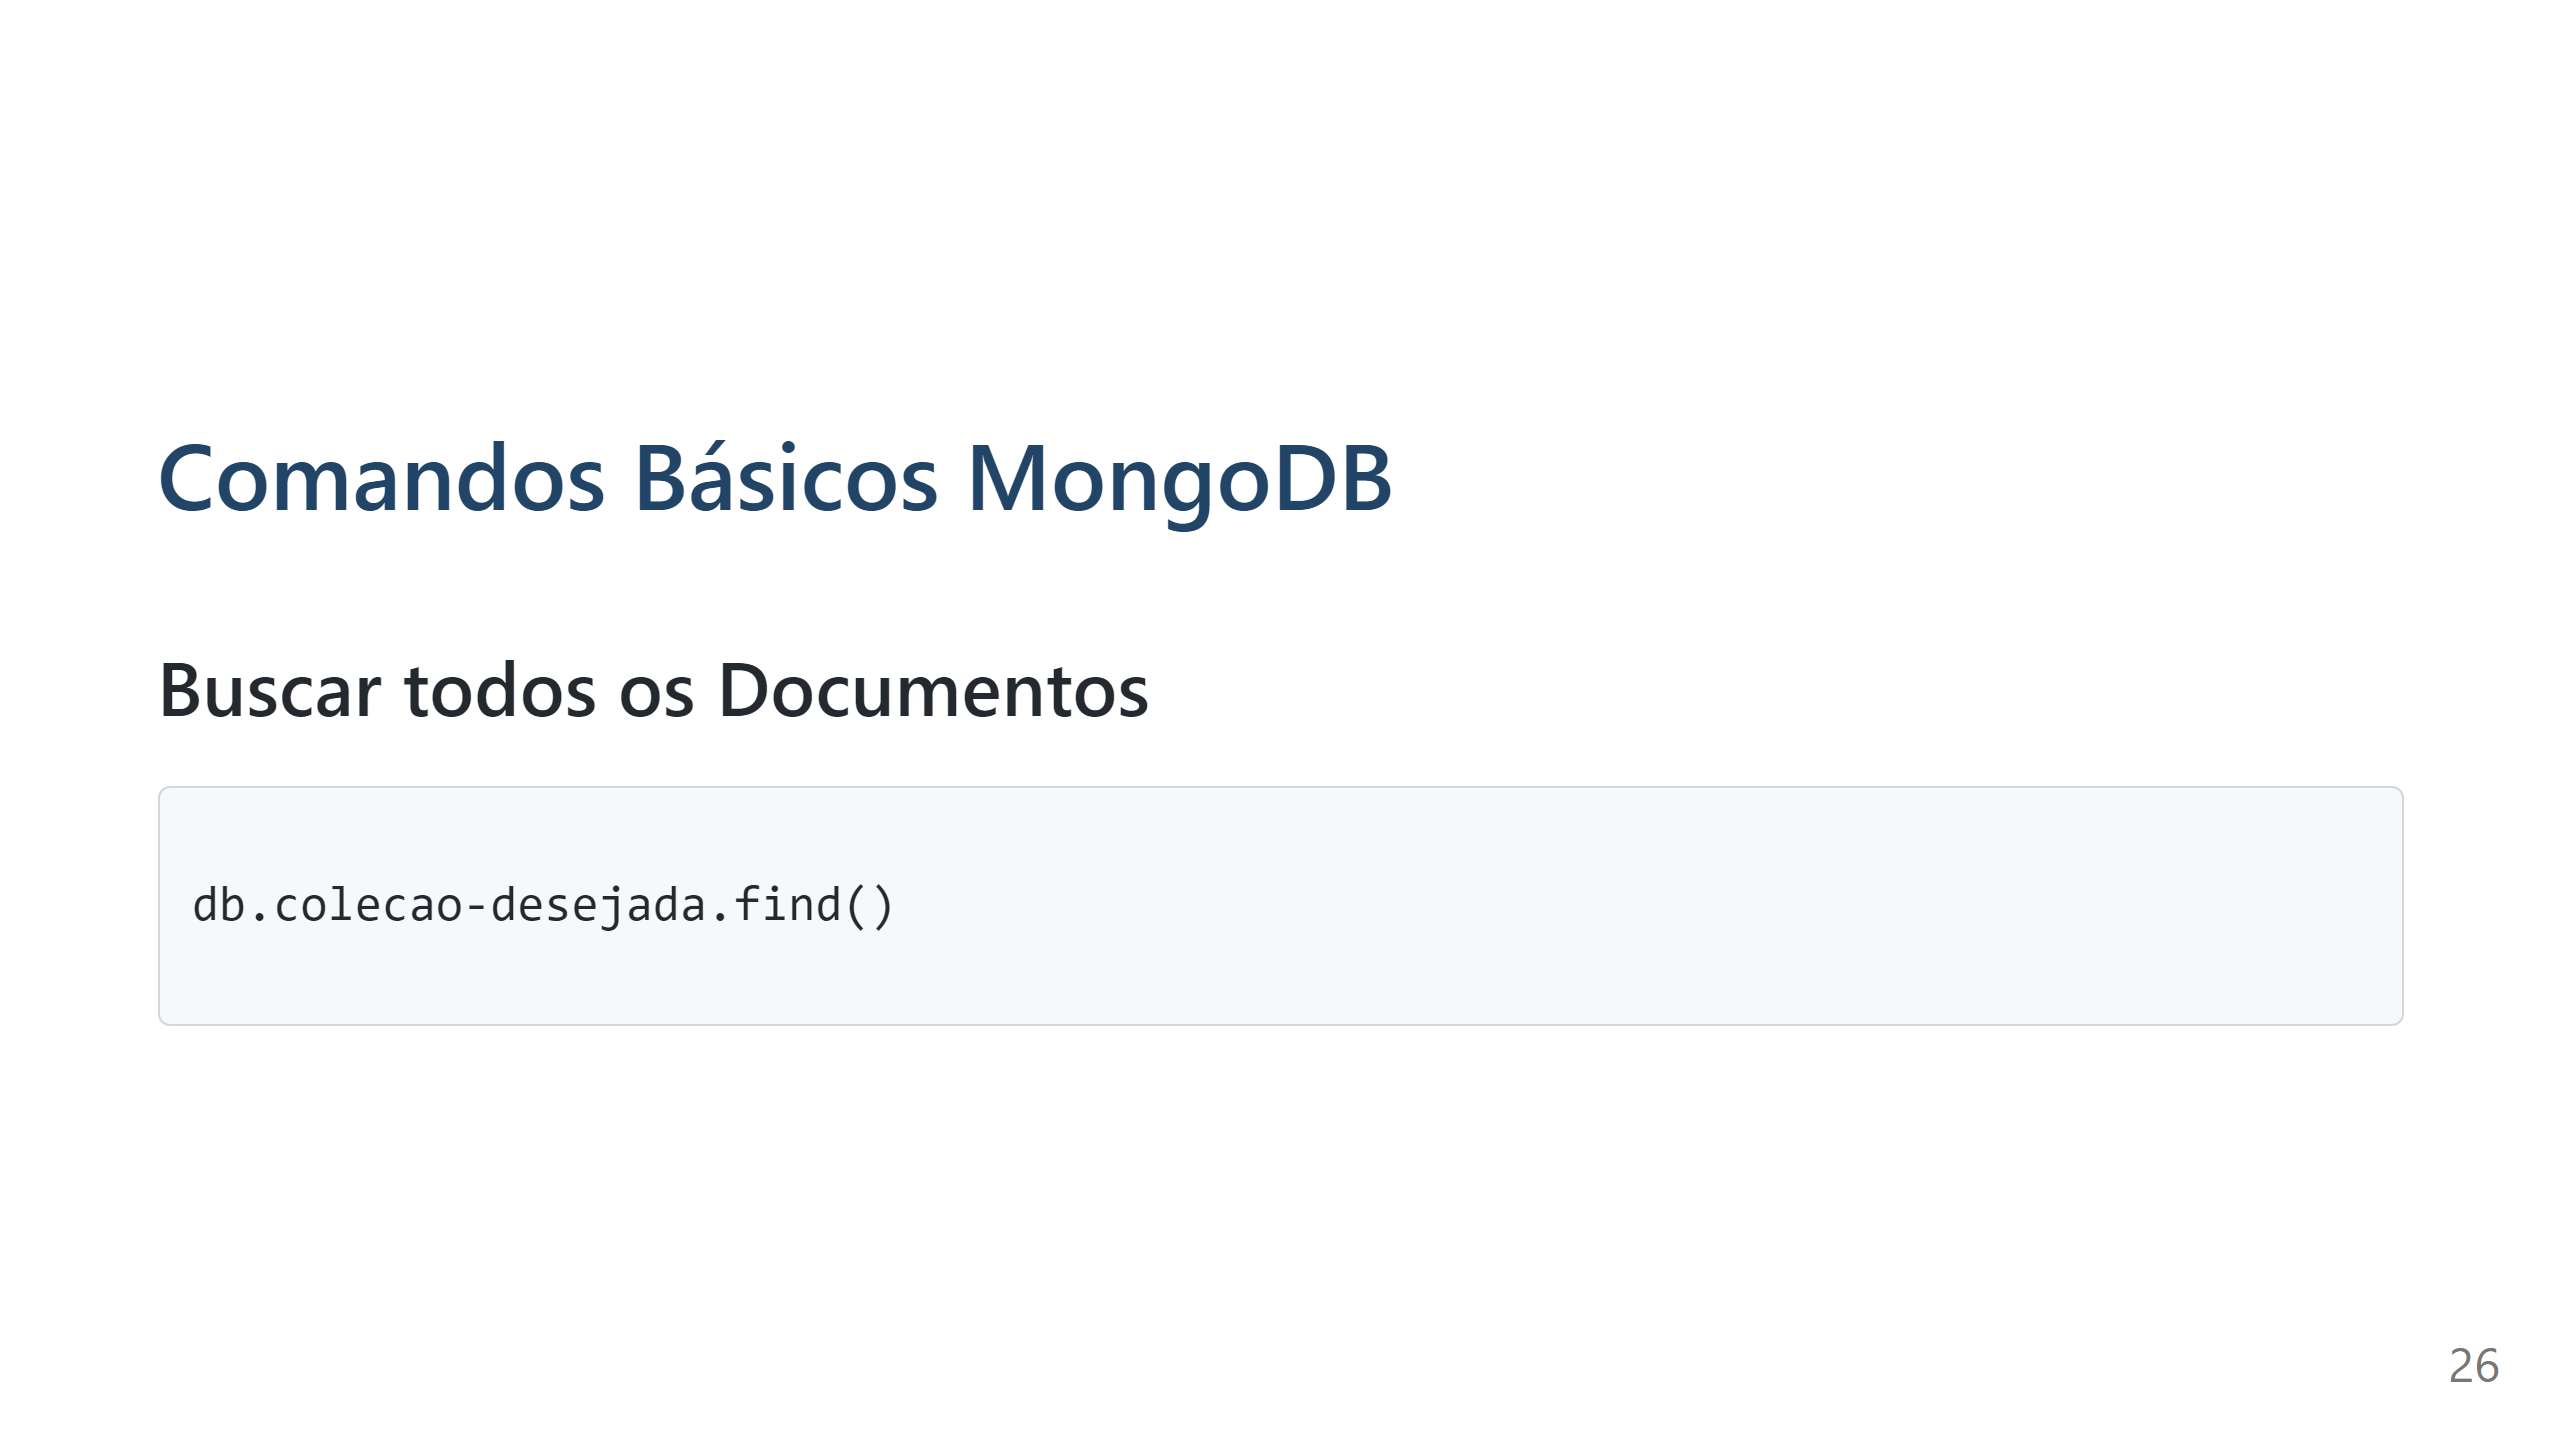 Comandos Básicos MongoDB
Buscar todos os Documentos
db.colecao-desejada.find()
26